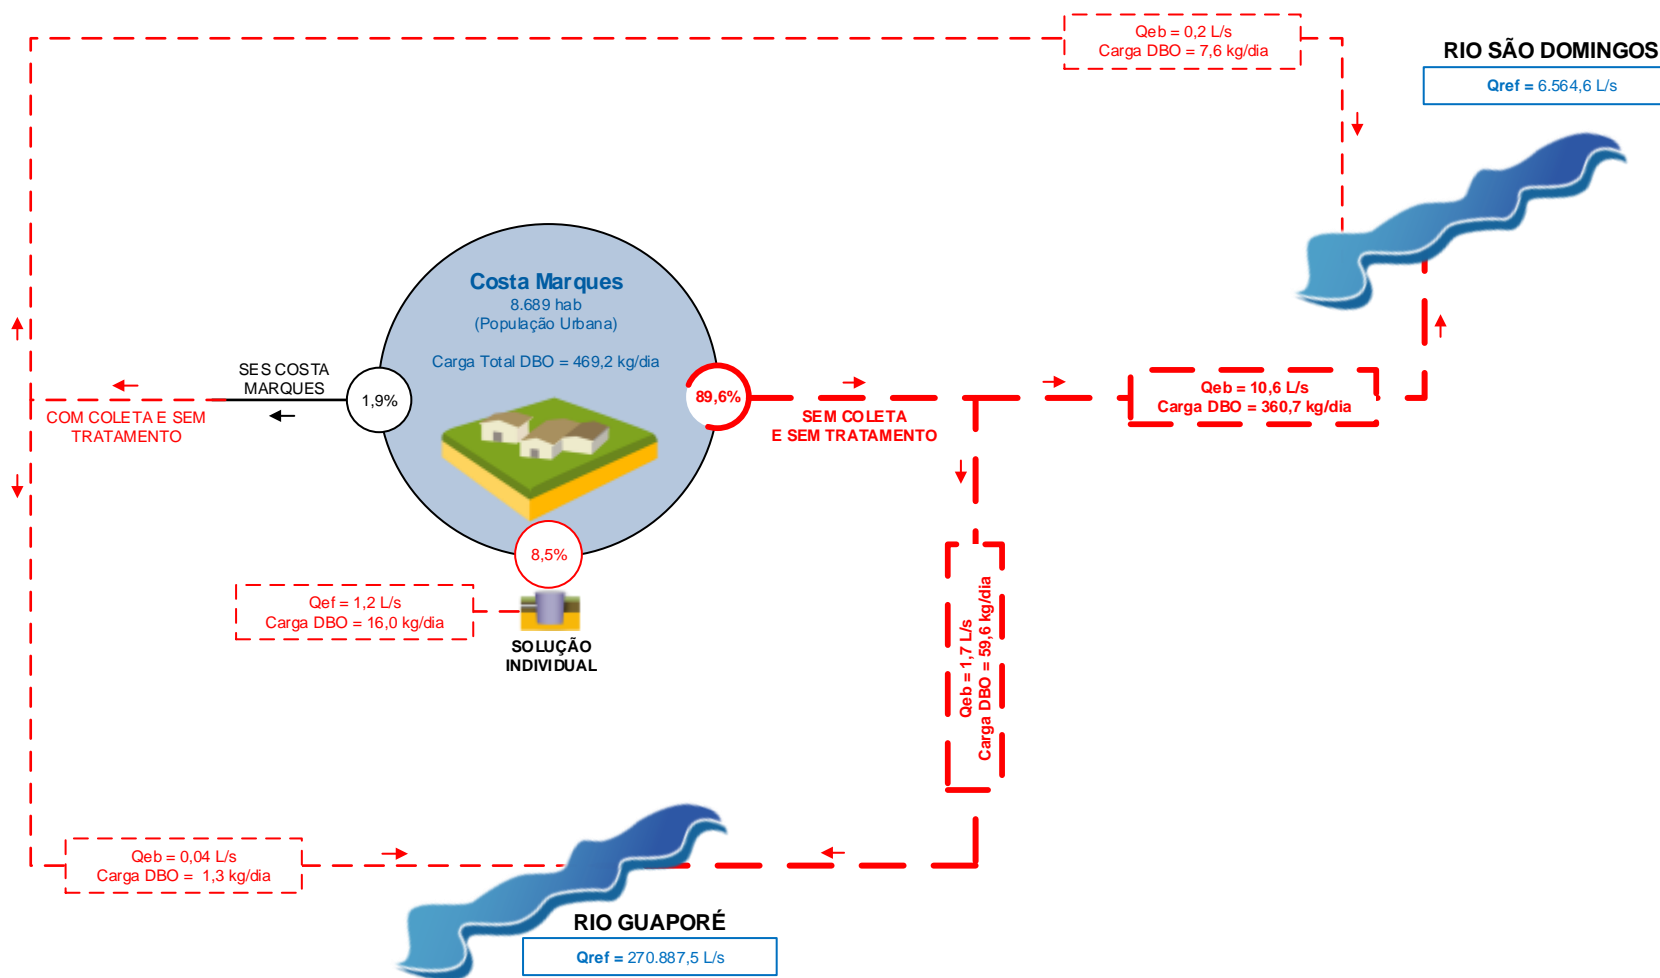 Qeb = 0,2 L/s
Carga DBO = 7,6 kg/dia
RIO SÃO DOMINGOS
Qref = 6.564,6 L/s
Costa Marques
8.689 hab
(População Urbana)
Carga Total DBO = 469,2 kg/dia
SES COSTA
MARQUES
1,9%
89,6%
COM COLETA E SEM
TRATAMENTO
SEM COLETA
E SEM TRATAMENTO
Qeb = 10,6 L/s
Carga DBO = 360,7 kg/dia
8,5%
Qef = 1,2 L/s
Carga DBO = 16,0 kg/dia
SOLUÇÃO
INDIVIDUAL
Qeb = 1,7 L/s
Carga DBO = 59,6 kg/dia
Qeb = 0,04 L/s
Carga DBO =  1,3 kg/dia
RIO GUAPORÉ
Qref = 270.887,5 L/s